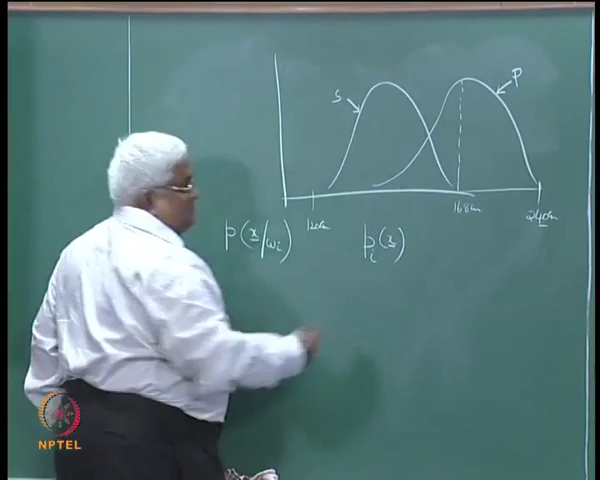 S
P
120cm
168cm
240cm
p(x/ωi)
pi(x)
NPTEL